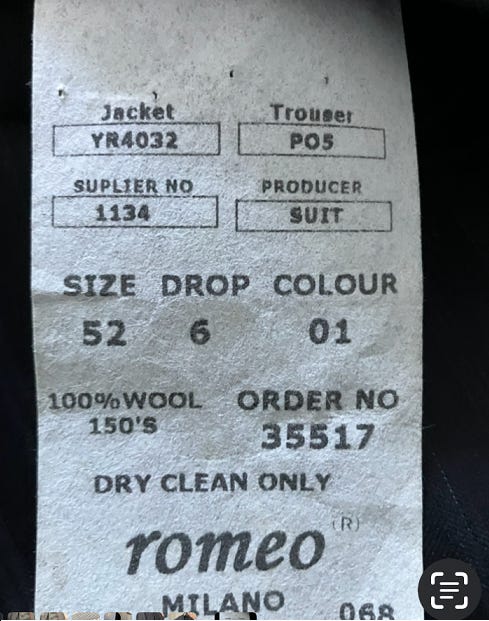 Jacket Trouser
YR4032 PO5
SUPLIER NO PRODUCER
1134 SUIT
SIZE DROP COLOUR
52 6 01
100%WOOL ORDER NO
150'S 35517
DRY CLEAN ONLY
romeo (R)
MILANO 068